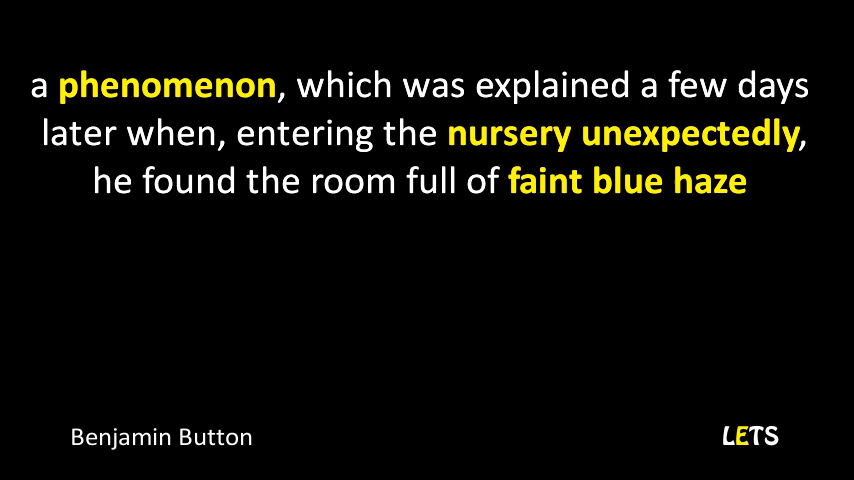 a phenomenon, which was explained a few days
later when, entering the nursery unexpectedly,
he found the room full of faint blue haze
Benjamin Button
LETS